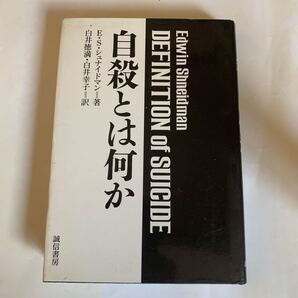 E・S・シュナイドマン＝著
白井徳満・白井幸子＝訳
自殺とは何か
誠信書房
Edwin Shneidman
DEFINITION of SUICIDE